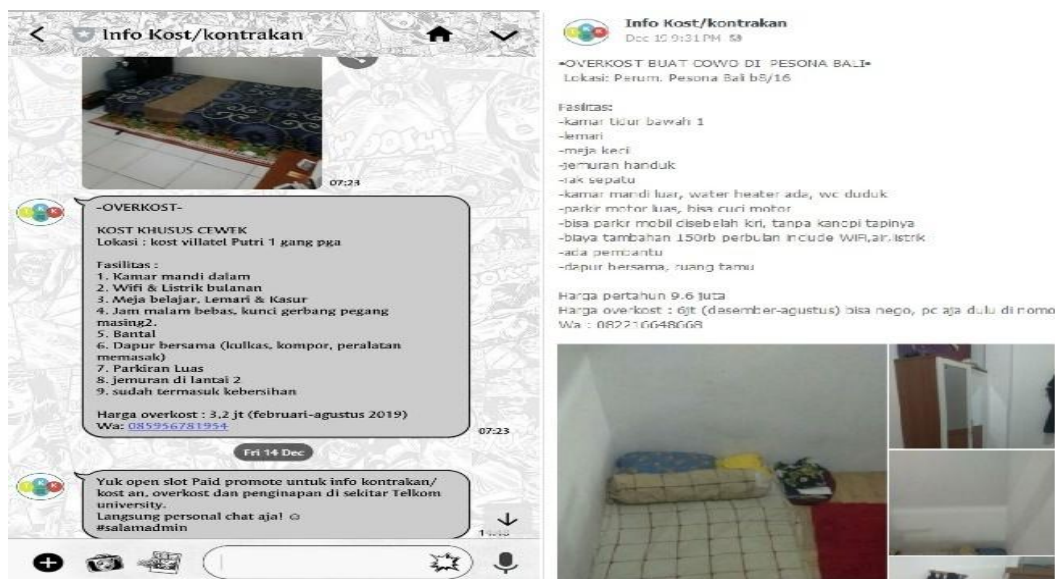 Info Kost/kontrakan
07:23
-OVERKOST-
KOST KHUSUS CEWEK
Lokasi : kost villatel Putri 1 gang pga
Fasilitas :
1. Kamar mandi dalam
2. Wifi & Listrik bulanan
3. Meja belajar, Lemari & Kasur
4. Jam malam bebas, kunci gerbang pegang
masing2.
5. Bantal
6. Dapur bersama (kulkas, kompor, peralatan
memasak)
7. Parkiran Luas
8. jemuran di lantai 2
9. sudah termasuk kebersihan
Harga overkost : 3,2 jt (februari-agustus 2019)
Wa: 085956781954
07:23
Fri 14 Dec
Yuk open slot Paid promote untuk info kontrakan/
kost an, overkost dan penginapan di sekitar Telkom
university.
Langsung personal chat aja! ☺
#salamadmin
Info Kost/kontrakan
Dec 19 9:31 PM
•OVERKOST BUAT COWO DI PESONA BALI•
Lokasi: Perum. Pesona Bali b8/16
Fasilitas:
-kamar tidur bawah 1
-lemari
-meja kecil
-jemuran handuk
-rak sepatu
-kamar mandi luar, water heater ada, wc duduk
-parkir motor luas, bisa cuci motor
-bisa parkir mobil disebelah kiri, tanpa kanopi tapinya
-biaya tambahan 150rb perbulan include WiFi,air,listrik
-ada pembantu
-dapur bersama, ruang tamu
Harga pertahun 9.6 juta
Harga overkost : 6jt (desember-agustus) bisa nego, pc aja dulu di nomo
Wa : 082216648668